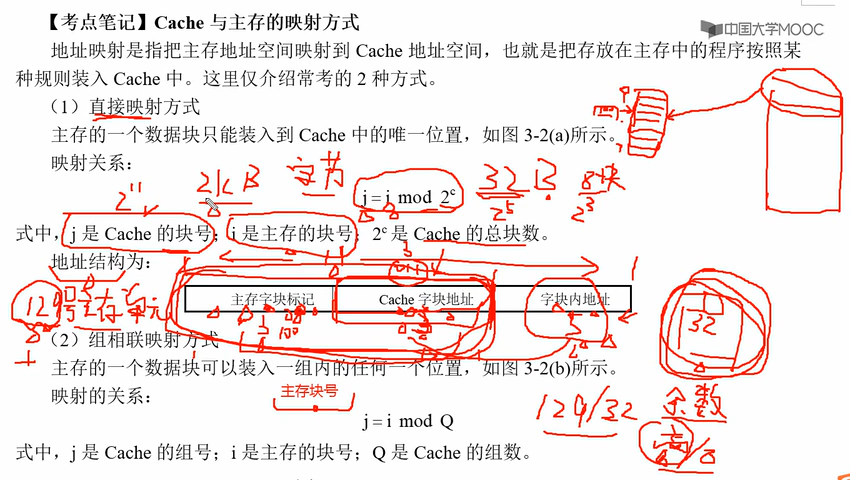 【考点笔记】Cache 与主存的映射方式
中国大学MOOC
地址映射是指把主存地址空间映射到 Cache 地址空间，也就是把存放在主存中的程序按照某
种规则装入 Cache 中。这里仅介绍常考的 2 种方式。
（1）直接映射方式
主存的一个数据块只能装入到 Cache 中的唯一位置，如图 3-2(a)所示。
映射关系：
2^11 2KB 字节 j = i mod 2^c 32B 8块
2^5 2^3
式中，j 是 Cache 的块号；i 是主存的块号；2^c 是 Cache 的总块数。
地址结构为：
主存字块标记 Cache 字块地址 字块内地址
32
（2）组相联映射方式
主存的一个数据块可以装入一组内的任何一个位置，如图 3-2(b)所示。
映射的关系：
主存块号
j = i mod Q
129/32 余数
式中，j 是 Cache 的组号；i 是主存的块号；Q 是 Cache 的组数。